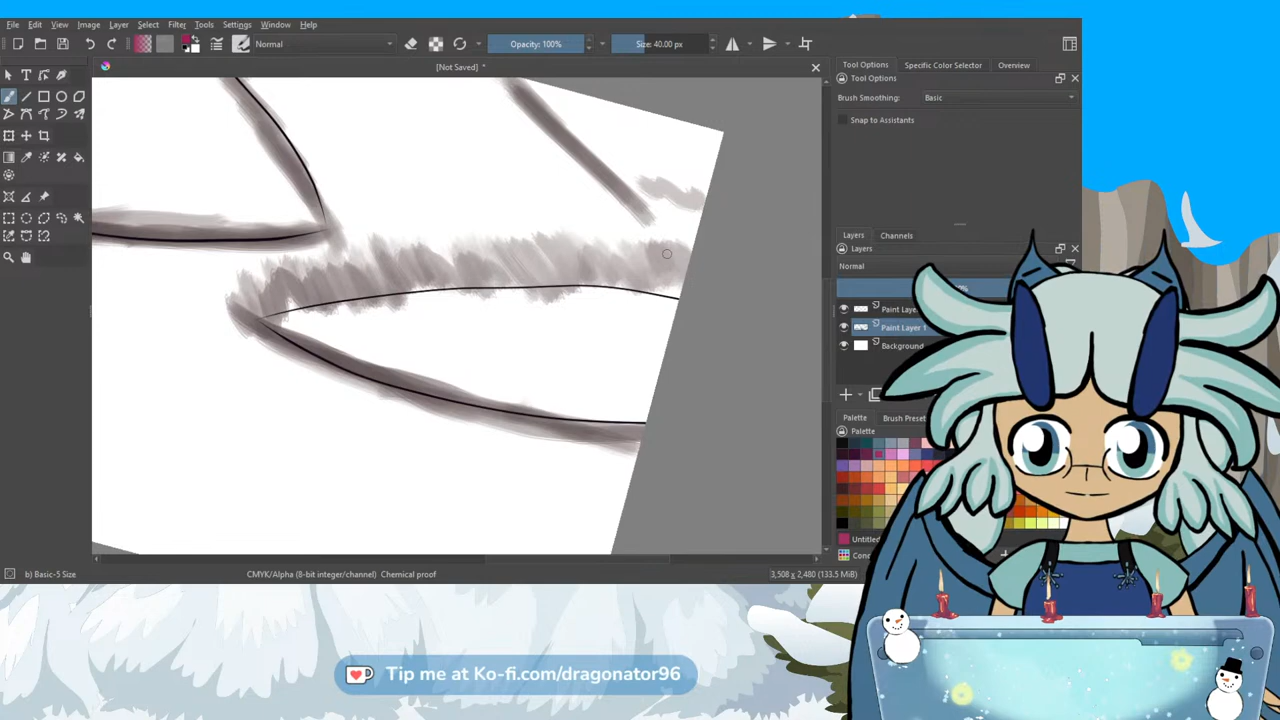 File Edit View Image Layer Select Filter Tools Settings Window Help
Normal Opacity: 100% Size: 40.00 px
[Not Saved] *
Tool Options Specific Color Selector Overview
Tool Options
Brush Smoothing: Basic
Snap to Assistants
Layers Channels
Layers
Normal
Paint Laye
Paint Layer 1
Background
Palette Brush Prese
Palette
Untitled
b) Basic-5 Size CMYK/Alpha (8-bit integer/channel) Chemical proof 3,508 x 2,480 (133.5 MiB)
Tip me at Ko-fi.com/dragonator96